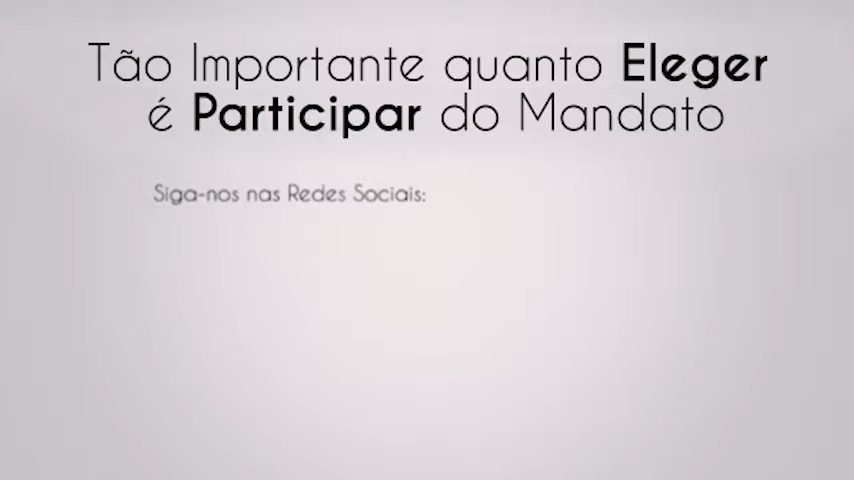 Tão Importante quanto Eleger
é Participar do Mandato
Siga-nos nas Redes Sociais: